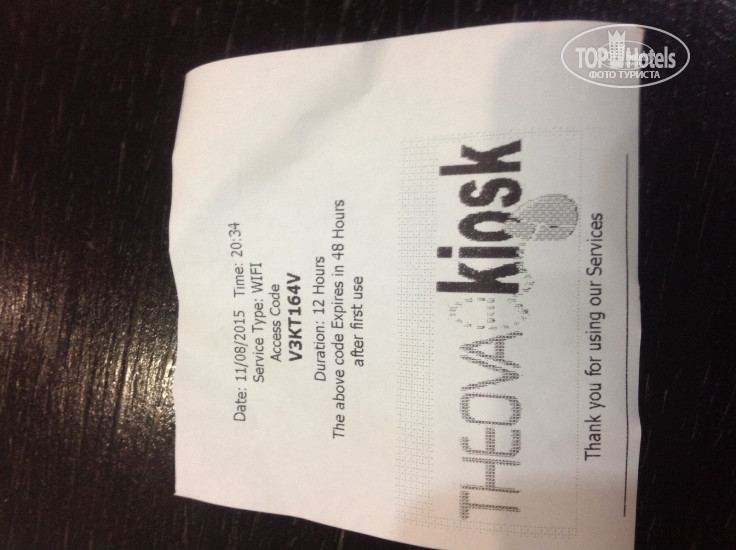 Date: 11/08/2015 Time: 20:34
Service Type: WIFI
Access Code
V3KT164V
Duration: 12 Hours
The above code Expires in 48 Hours
after first use
THEOVA kiosk
Thank you for using our Services
TOP Hotels
ФОТО ТУРИСТА